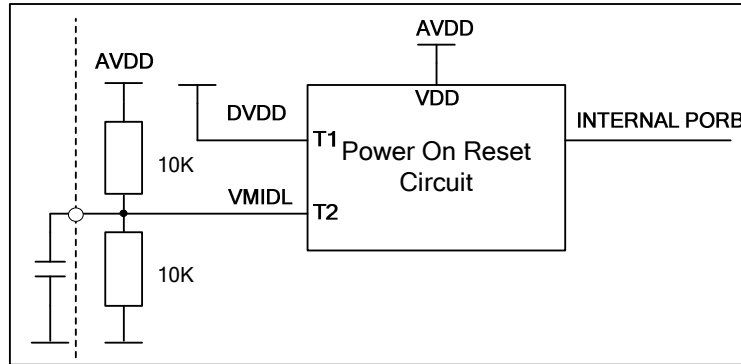 AVDD
AVDD
DVDD
VDD
INTERNAL PORB
T1
Power On Reset
Circuit
10K
VMIDL
T2
10K